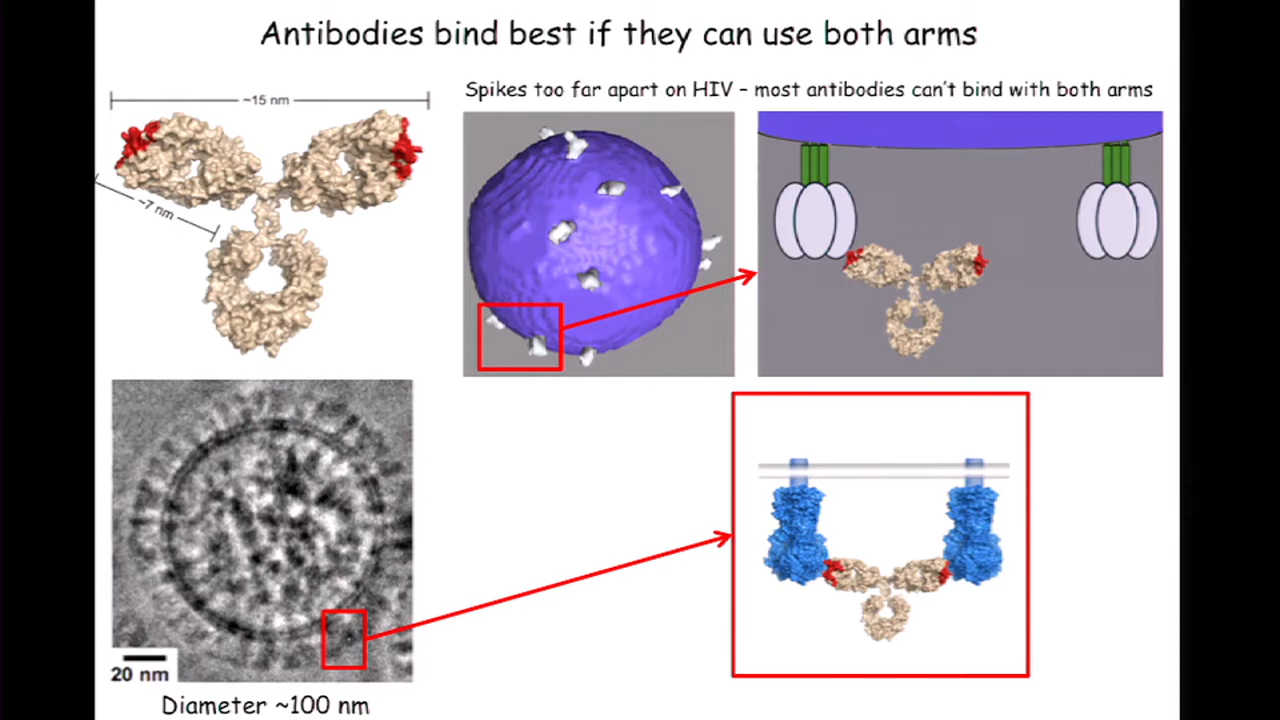 Antibodies bind best if they can use both arms
Spikes too far apart on HIV – most antibodies can't bind with both arms
~15 nm
~7 nm
20 nm
Diameter ~100 nm